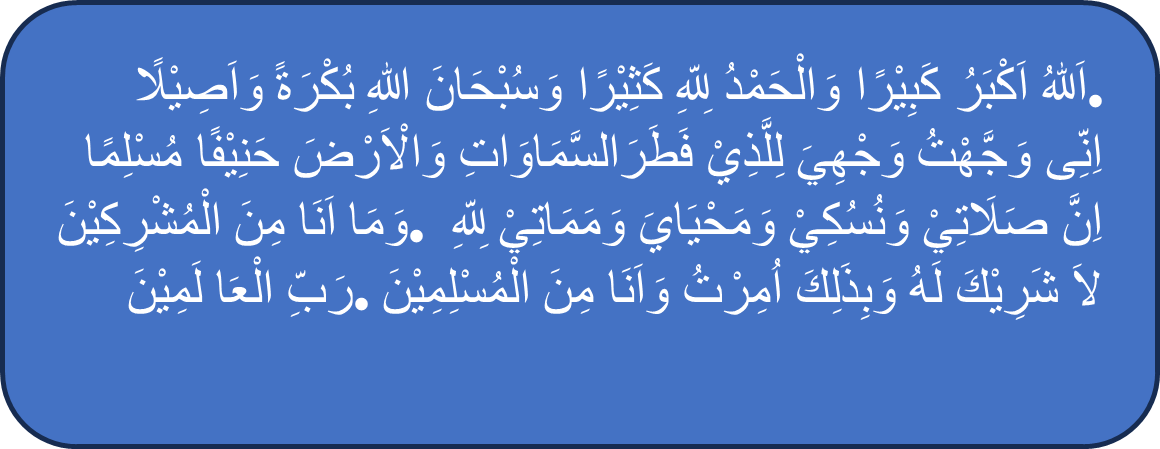 .اَللهُ اَكْبَرُ كَبِيْرًا وَالْحَمْدُ لِلّهِ كَثِيْرًا وَسُبْحَانَ اللهِ بُكْرَةً وَاَصِيْلًا
اِنِّى وَجَّهْتُ وَجْهِيَ لِلَّذِيْ فَطَرَ السَّمَاوَاتِ وَالْاَرْضَ حَنِيْفًا مُسْلِمًا
اِنَّ صَلَاتِيْ وَنُسُكِيْ وَمَحْيَايَ وَمَمَاتِيْ لِلّهِ .وَمَا اَنَا مِنَ الْمُشْرِكِيْنَ
لاَ شَرِيْكَ لَهُ وَبِذَلِكَ اُمِرْتُ وَاَنَا مِنَ الْمُسْلِمِيْنَ .رَبِّ الْعَا لَمِيْنَ